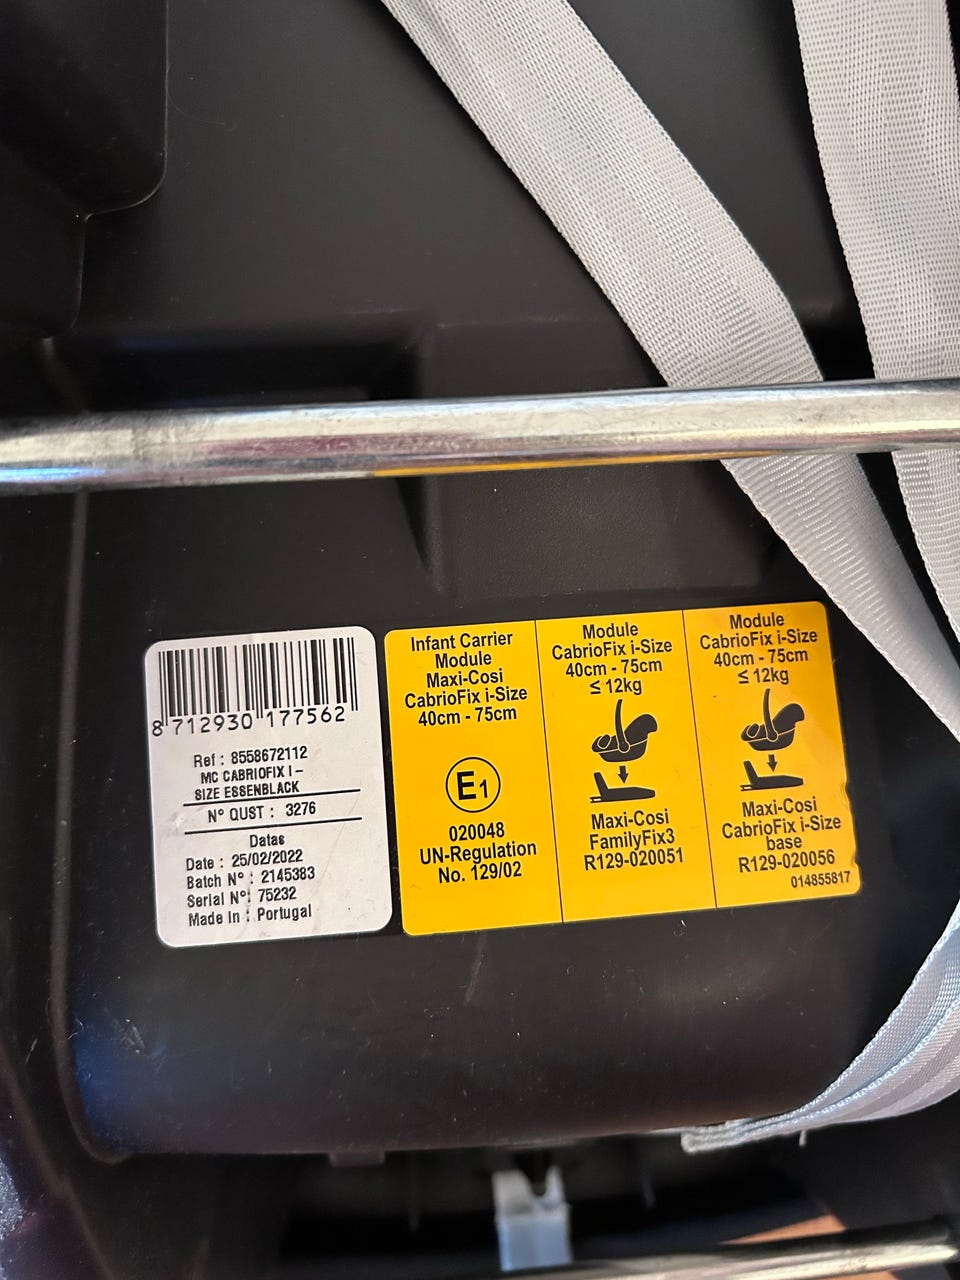 8 712930 177562
Ref : 8558672112
MC CABRIOFIX I-
SIZE ESSENBLACK
N° QUST : 3276
Datas
Date : 25/02/2022
Batch N° : 2145383
Serial N° : 75232
Made In : Portugal
Infant Carrier
Module
Maxi-Cosi
CabrioFix i-Size
40cm - 75cm
E1
020048
UN-Regulation
No. 129/02
Module
CabrioFix i-Size
40cm - 75cm
≤ 12kg
Maxi-Cosi
FamilyFix3
R129-020051
Module
CabrioFix i-Size
40cm - 75cm
≤ 12kg
Maxi-Cosi
CabrioFix i-Size
base
R129-020056
014855817